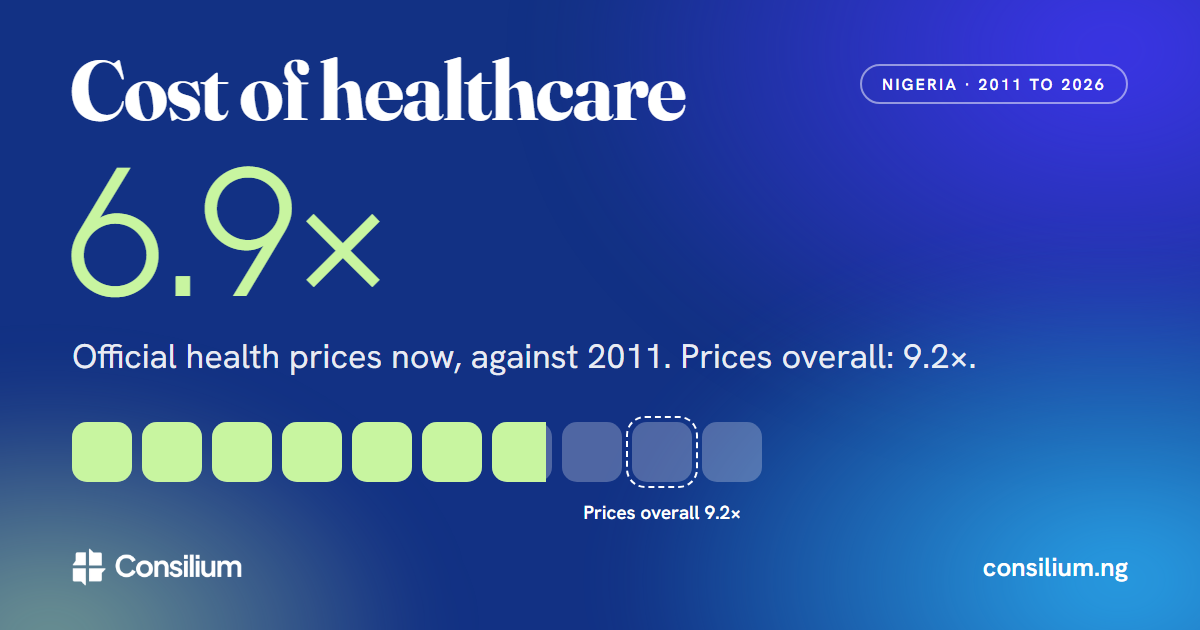 Cost of healthcare
NIGERIA · 2011 TO 2026
6.9×
Official health prices now, against 2011. Prices overall: 9.2×.
Prices overall 9.2×
Consilium
consilium.ng